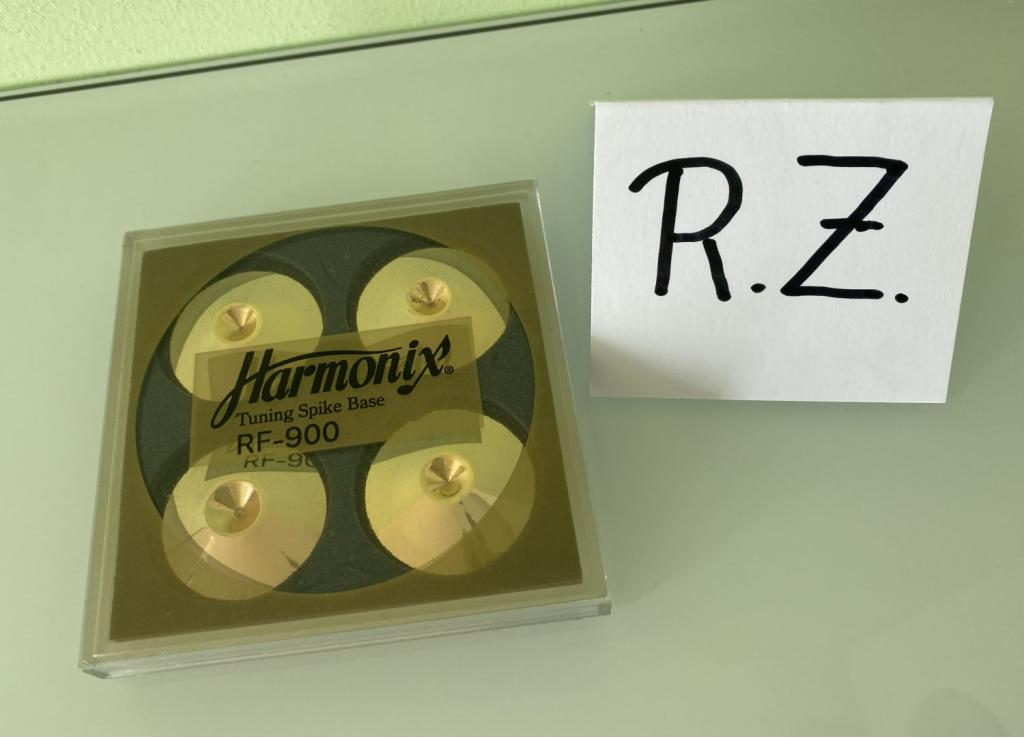 Harmonix®
Tuning Spike Base
RF-900
R.Z.